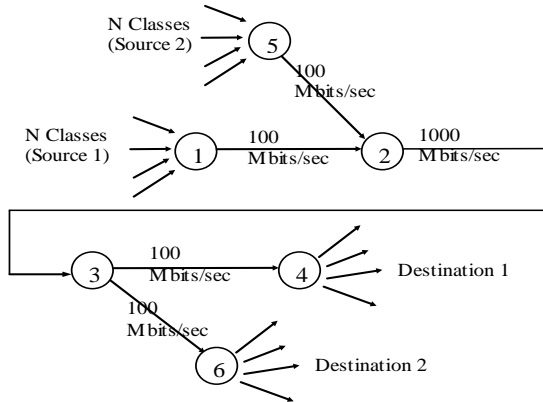 N Classes
(Source 2)
5
100
Mbits/sec
N Classes
(Source 1)
1
100
Mbits/sec
2
1000
Mbits/sec
3
100
Mbits/sec
4
Destination 1
100
Mbits/sec
6
Destination 2